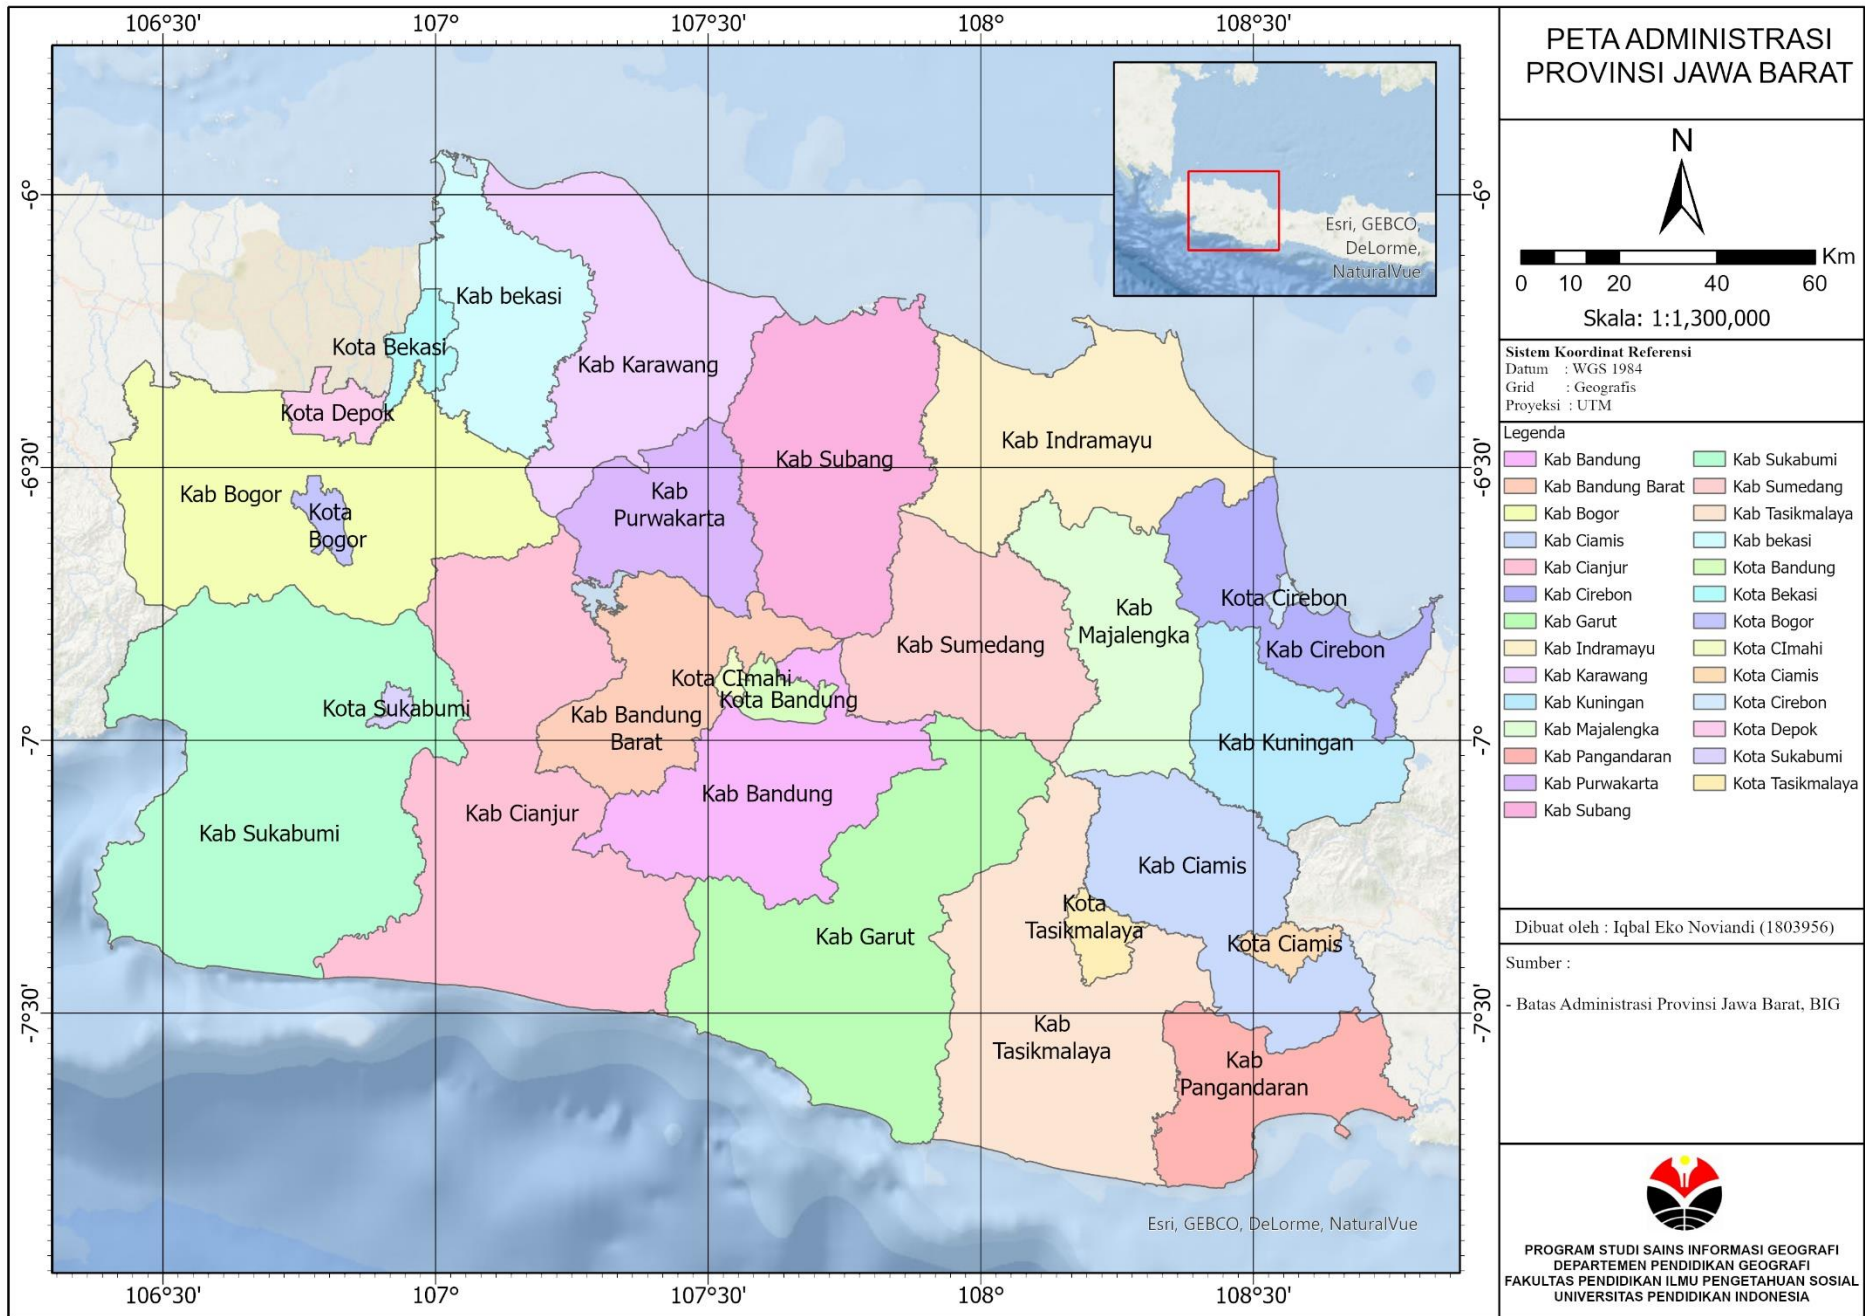 106°30'
107°
107°30'
108°
108°30'
-6°
-6°
-6°30'
-6°30'
-7°
-7°
-7°30'
-7°30'
Esri, GEBCO,
DeLorme,
NaturalVue
Kab bekasi
Kota Bekasi
Kab Karawang
Kota Depok
Kab Indramayu
Kab Subang
Kab Bogor
Kab
Purwakarta
Kota
Bogor
Kota Cirebon
Kab
Majalengka
Kab Sumedang
Kab Cirebon
Kota CImahi
Kota Bandung
Kota Sukabumi
Kab Bandung
Barat
Kab Kuningan
Kab Bandung
Kab Cianjur
Kab Sukabumi
Kab Ciamis
Kota
Tasikmalaya
Kab Garut
Kota Ciamis
Kab
Tasikmalaya
Kab
Pangandaran
Esri, GEBCO, DeLorme, NaturalVue
106°30'
107°
107°30'
108°
108°30'
PETA ADMINISTRASI
PROVINSI JAWA BARAT
N
Km
0 10 20 40 60
Skala: 1:1,300,000
Sistem Koordinat Referensi
Datum : WGS 1984
Grid : Geografis
Proyeksi : UTM
Legenda
Kab Bandung
Kab Bandung Barat
Kab Bogor
Kab Ciamis
Kab Cianjur
Kab Cirebon
Kab Garut
Kab Indramayu
Kab Karawang
Kab Kuningan
Kab Majalengka
Kab Pangandaran
Kab Purwakarta
Kab Subang
Kab Sukabumi
Kab Sumedang
Kab Tasikmalaya
Kab bekasi
Kota Bandung
Kota Bekasi
Kota Bogor
Kota CImahi
Kota Ciamis
Kota Cirebon
Kota Depok
Kota Sukabumi
Kota Tasikmalaya
Dibuat oleh : Iqbal Eko Noviandi (1803956)
Sumber :
- Batas Administrasi Provinsi Jawa Barat, BIG
PROGRAM STUDI SAINS INFORMASI GEOGRAFI
DEPARTEMEN PENDIDIKAN GEOGRAFI
FAKULTAS PENDIDIKAN ILMU PENGETAHUAN SOSIAL
UNIVERSITAS PENDIDIKAN INDONESIA